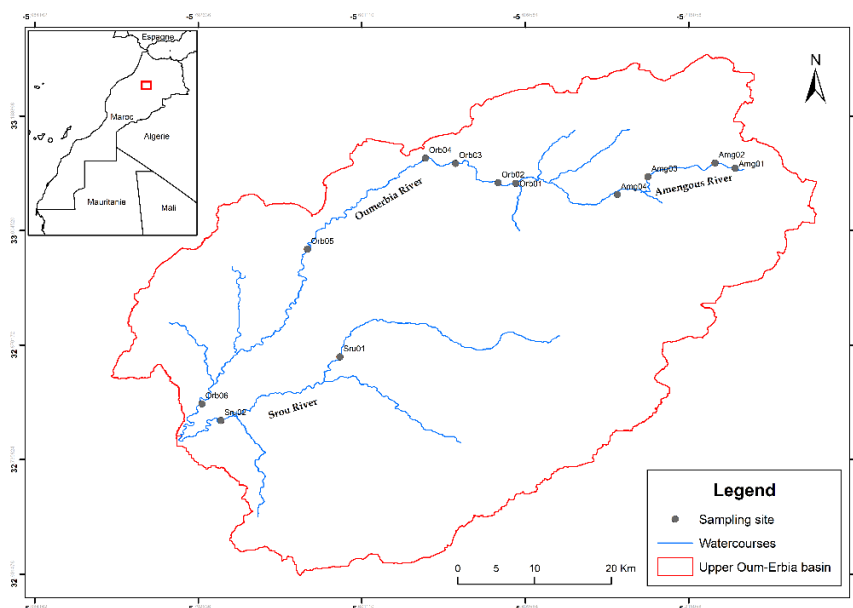 Espagne
Maroc
Algerie
Mauritanie
Mali
N
Orb04
Orb03
Orb02
Orb01
Amg02
Amg01
Amg03
Amg04
Amengous River
Oumerbia River
Orb05
Sru01
Orb06
Sru02
Srou River
Legend
Sampling site
Watercourses
Upper Oum-Erbia basin
0 5 10 20 Km